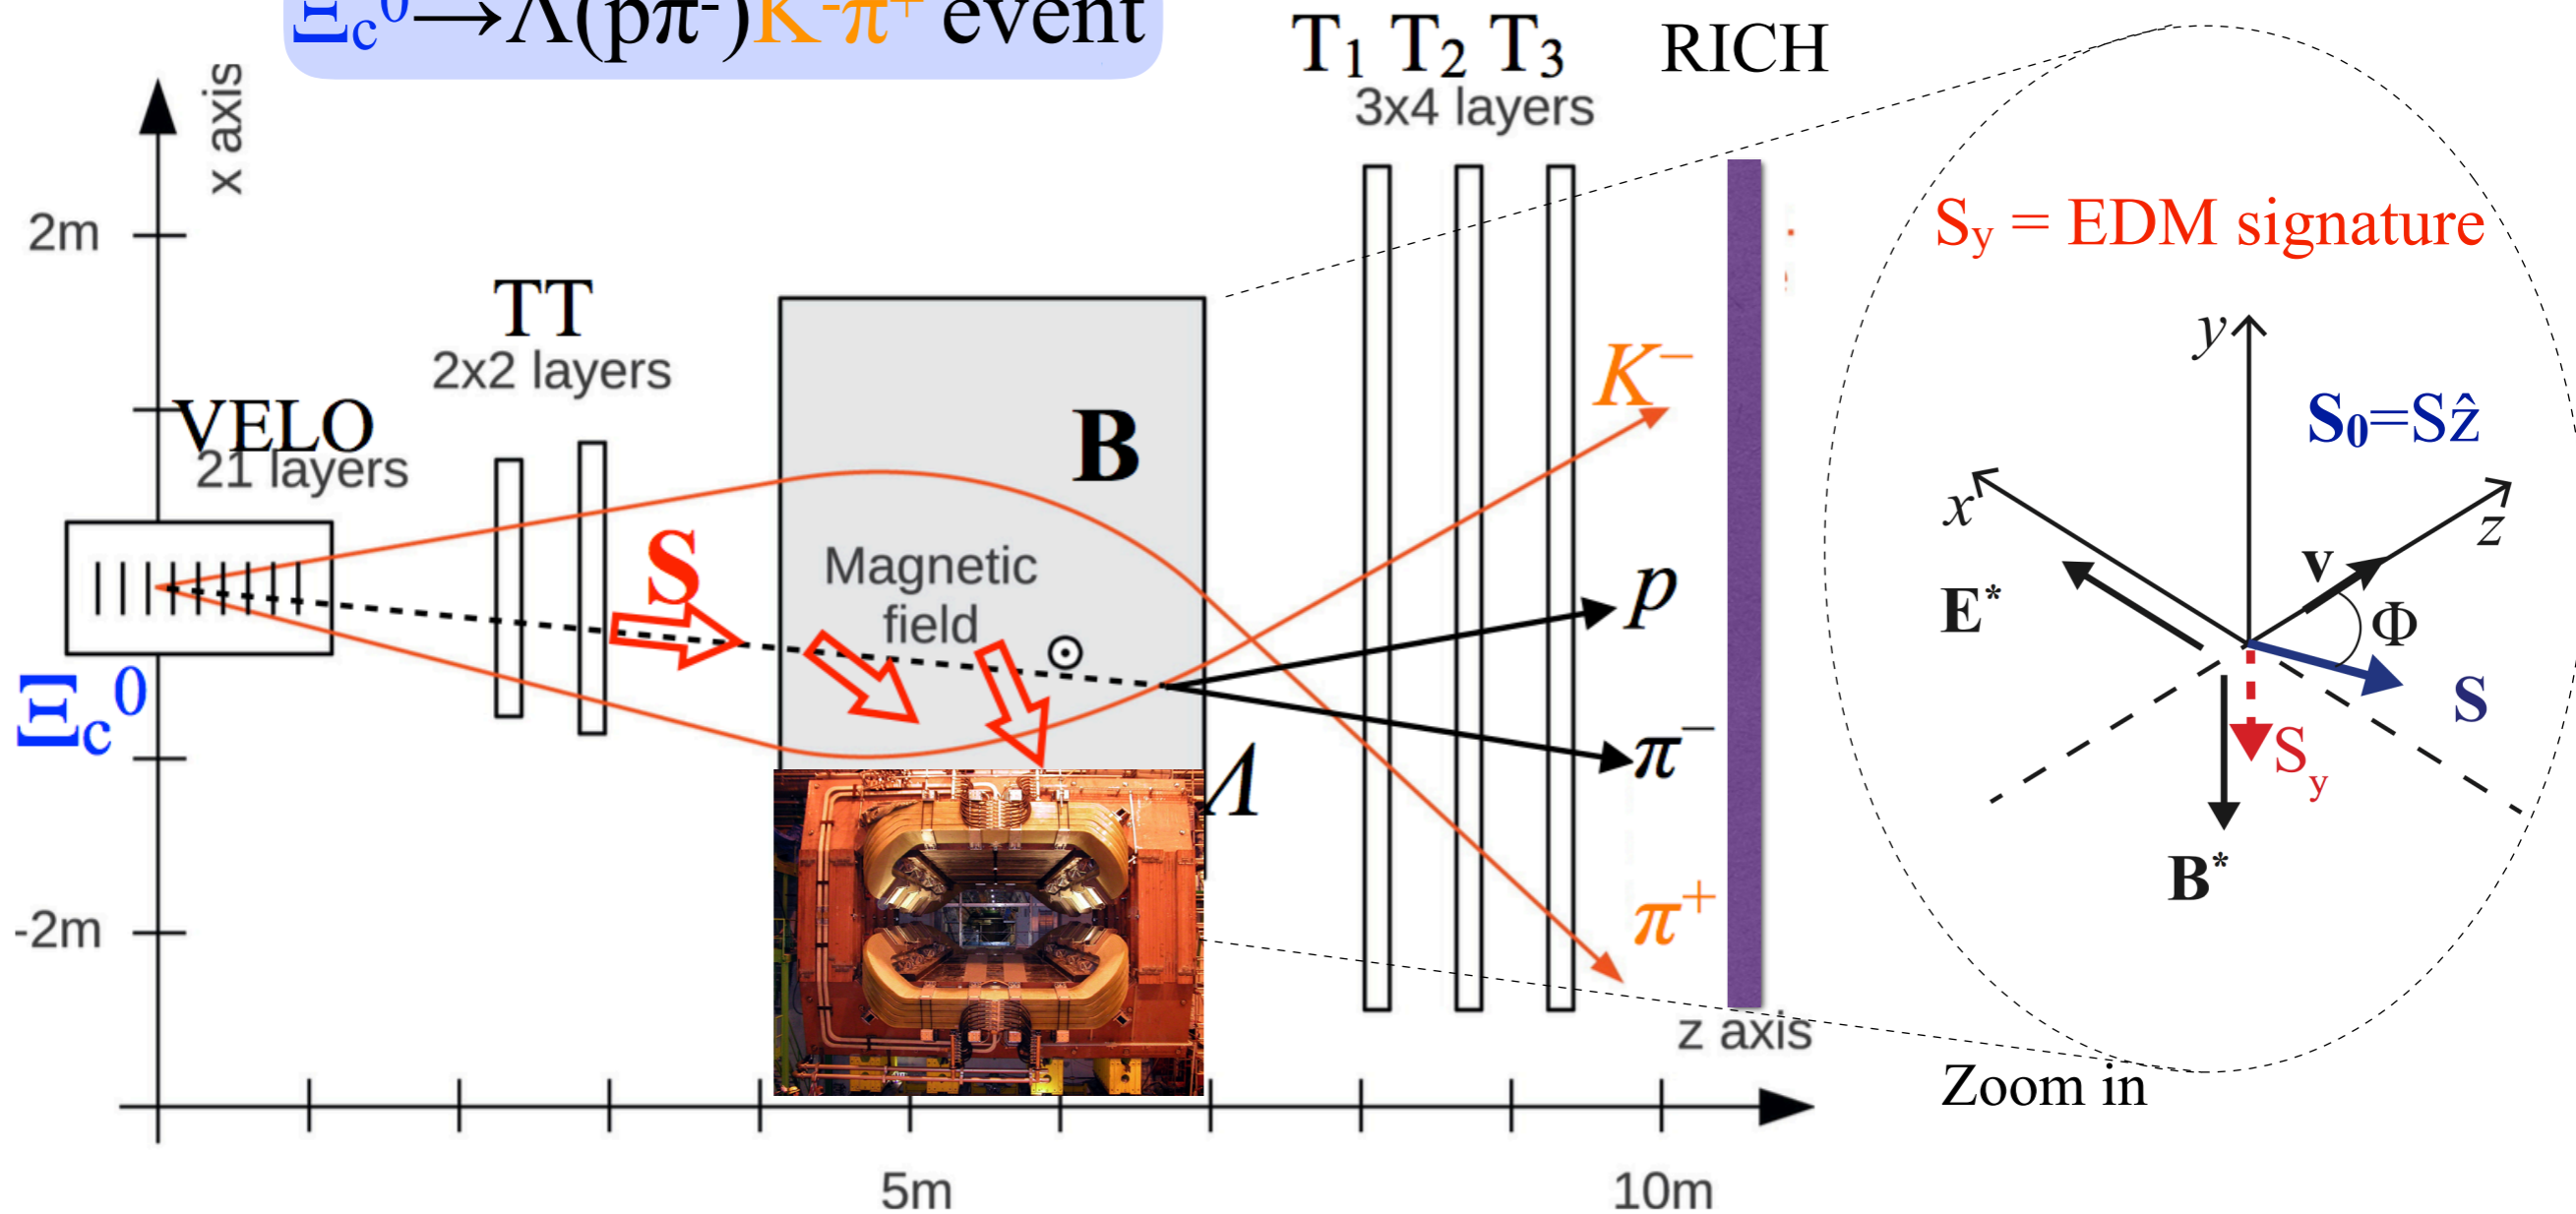 Ξc⁰→Λ(pπ⁻)K⁻π⁺ event
T₁ T₂ T₃
3x4 layers
RICH
x axis
2m
TT
2x2 layers
VELO
21 layers
B
S
Magnetic
field
Ξc⁰
-2m
Λ
K⁻
p
π⁻
π⁺
z axis
5m
10m
Sy = EDM signature
y
S₀=Sẑ
x
z
v
E*
Φ
S
Sy
B*
Zoom in